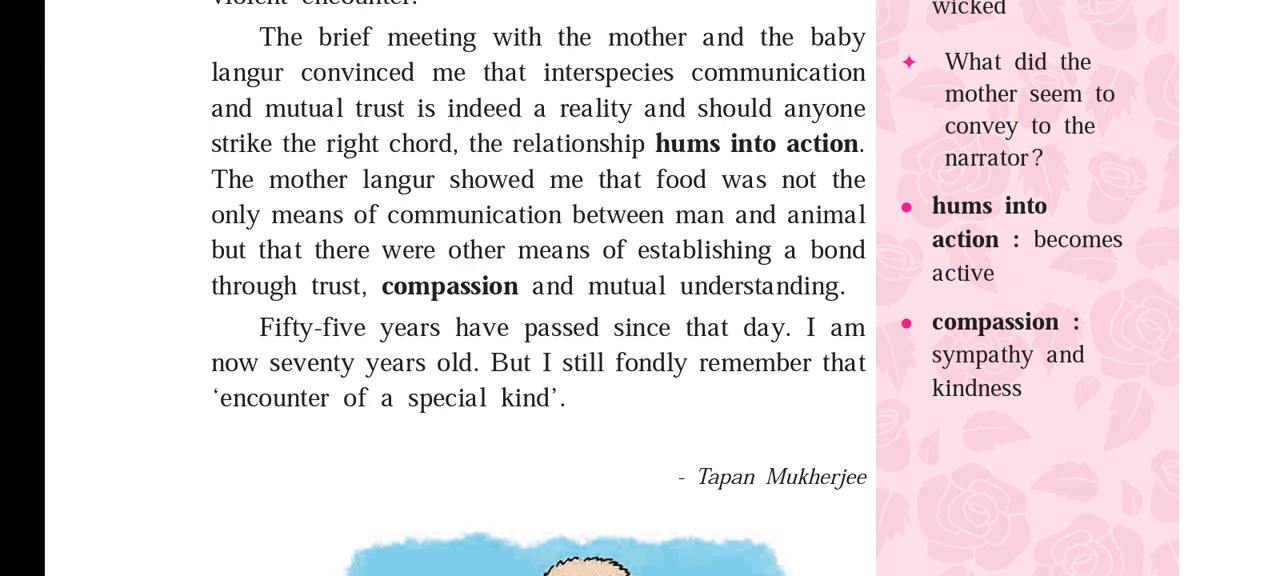 violent encounter.
The brief meeting with the mother and the baby
langur convinced me that interspecies communication
and mutual trust is indeed a reality and should anyone
strike the right chord, the relationship hums into action.
The mother langur showed me that food was not the
only means of communication between man and animal
but that there were other means of establishing a bond
through trust, compassion and mutual understanding.
Fifty-five years have passed since that day. I am
now seventy years old. But I still fondly remember that
‘encounter of a special kind’.
- Tapan Mukherjee
wicked
✦ What did the
mother seem to
convey to the
narrator?
● hums into
action : becomes
active
● compassion :
sympathy and
kindness